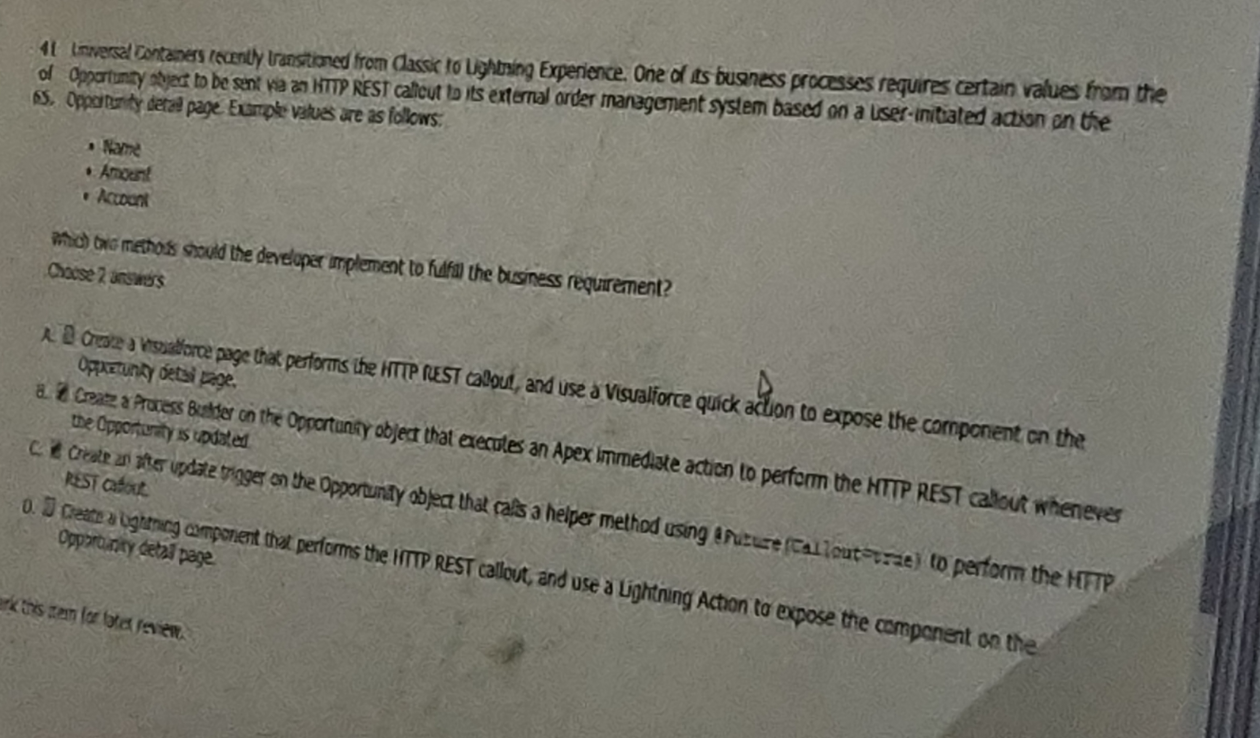 41 Universal Containers recently transitioned from Classic to Lightning Experience. One of its business processes requires certain values from the
of Opportunity object to be sent via an HTTP REST callout to its external order management system based on a user-initiated action on the
65. Opportunity detail page. Example values are as follows:
• Name
• Amount
• Account
Which two methods should the developer implement to fulfill the business requirement?
Choose 2 answers
A. Create a Visualforce page that performs the HTTP REST callout, and use a Visualforce quick action to expose the component on the
Opportunity detail page.
B. Create a Process Builder on the Opportunity object that executes an Apex immediate action to perform the HTTP REST callout whenever
the Opportunity is updated.
C. Create an after update trigger on the Opportunity object that calls a helper method using @Future(Callout=true) to perform the HTTP
REST callout.
D. Create a Lightning component that performs the HTTP REST callout, and use a Lightning Action to expose the component on the
Opportunity detail page.
this item for later review.